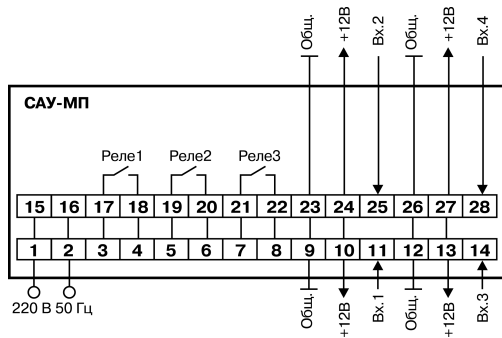 Общ.
+12В
Вх.2
Общ.
+12В
Вх.4
САУ-МП
Реле1 Реле2 Реле3
15 16 17 18 19 20 21 22 23 24 25 26 27 28
1 2 3 4 5 6 7 8 9 10 11 12 13 14
220 В 50 Гц
Общ.
+12В
Вх.1
Общ.
+12В
Вх.3